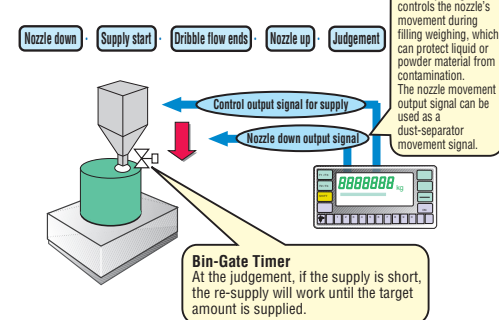 controls the nozzle's
movement during
filling weighing, which
can protect liquid or
powder material from
contamination.
The nozzle movement
output signal can be
used as a
dust-separator
movement signal.
Nozzle down · Supply start · Dribble flow ends · Nozzle up · Judgement
Control output signal for supply
Nozzle down output signal
8888888 kg
Bin-Gate Timer
At the judgement, if the supply is short,
the re-supply will work until the target
amount is supplied.